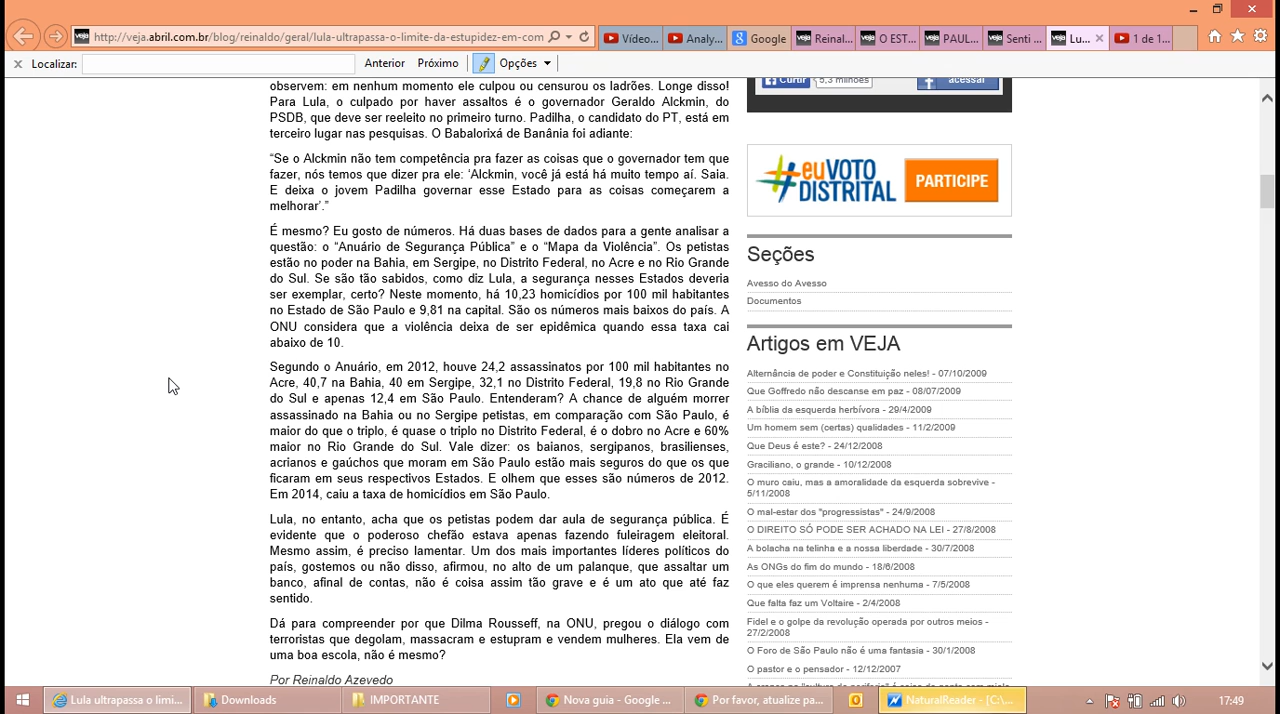 http://veja.abril.com.br/blog/reinaldo/geral/lula-ultrapassa-o-limite-da-estupidez-em-com
Vídeo...
Analy...
Google
Reinal...
O EST...
PAUL...
Senti ...
Lu...
1 de 1...
Localizar:
Anterior
Próximo
Opções
observem: em nenhum momento ele culpou ou censurou os ladrões. Longe disso!
Para Lula, o culpado por haver assaltos é o governador Geraldo Alckmin, do
PSDB, que deve ser reeleito no primeiro turno. Padilha, o candidato do PT, está em
terceiro lugar nas pesquisas. O Babalorixá de Banânia foi adiante:
“Se o Alckmin não tem competência pra fazer as coisas que o governador tem que
fazer, nós temos que dizer pra ele: ‘Alckmin, você já está há muito tempo aí. Saia.
E deixa o jovem Padilha governar esse Estado para as coisas começarem a
melhorar’.”
É mesmo? Eu gosto de números. Há duas bases de dados para a gente analisar a
questão: o “Anuário de Segurança Pública” e o “Mapa da Violência”. Os petistas
estão no poder na Bahia, em Sergipe, no Distrito Federal, no Acre e no Rio Grande
do Sul. Se são tão sabidos, como diz Lula, a segurança nesses Estados deveria
ser exemplar, certo? Neste momento, há 10,23 homicídios por 100 mil habitantes
no Estado de São Paulo e 9,81 na capital. São os números mais baixos do país. A
ONU considera que a violência deixa de ser epidêmica quando essa taxa cai
abaixo de 10.
Segundo o Anuário, em 2012, houve 24,2 assassinatos por 100 mil habitantes no
Acre, 40,7 na Bahia, 40 em Sergipe, 32,1 no Distrito Federal, 19,8 no Rio Grande
do Sul e apenas 12,4 em São Paulo. Entenderam? A chance de alguém morrer
assassinado na Bahia ou no Sergipe petistas, em comparação com São Paulo, é
maior do que o triplo, é quase o triplo no Distrito Federal, é o dobro no Acre e 60%
maior no Rio Grande do Sul. Vale dizer: os baianos, sergipanos, brasilienses,
acrianos e gaúchos que moram em São Paulo estão mais seguros do que os que
ficaram em seus respectivos Estados. E olhem que esses são números de 2012.
Em 2014, caiu a taxa de homicídios em São Paulo.
Lula, no entanto, acha que os petistas podem dar aula de segurança pública. É
evidente que o poderoso chefão estava apenas fazendo fuleiragem eleitoral.
Mesmo assim, é preciso lamentar. Um dos mais importantes líderes políticos do
país, gostemos ou não disso, afirmou, no alto de um palanque, que assaltar um
banco, afinal de contas, não é coisa assim tão grave e é um ato que até faz
sentido.
Dá para compreender por que Dilma Rousseff, na ONU, pregou o diálogo com
terroristas que degolam, massacram e estupram e vendem mulheres. Ela vem de
uma boa escola, não é mesmo?
Por Reinaldo Azevedo
Curtir
5,3 milhões
acessar
#euVOTO
DISTRITAL
PARTICIPE
Seções
Avesso do Avesso
Documentos
Artigos em VEJA
Alternância de poder e Constituição neles! - 07/10/2009
Que Goffredo não descanse em paz - 08/07/2009
A bíblia da esquerda herbívora - 29/4/2009
Um homem sem (certas) qualidades - 11/2/2009
Que Deus é este? - 24/12/2008
Graciliano, o grande - 10/12/2008
O muro caiu, mas a amoralidade da esquerda sobrevive -
5/11/2008
O mal-estar dos "progressistas" - 24/9/2008
O DIREITO SÓ PODE SER ACHADO NA LEI - 27/8/2008
A bolacha na telinha e a nossa liberdade - 30/7/2008
As ONGs do fim do mundo - 18/6/2008
O que eles querem é imprensa nenhuma - 7/5/2008
Que falta faz um Voltaire - 2/4/2008
Fidel e o golpe da revolução operada por outros meios -
27/2/2008
O Foro de São Paulo não é uma fantasia - 30/1/2008
O pastor e o pensador - 12/12/2007
Lula ultrapassa o limi...
Downloads
IMPORTANTE
Nova guia - Google ...
Por favor, atualize pa...
NaturalReader - [C:\...
17:49